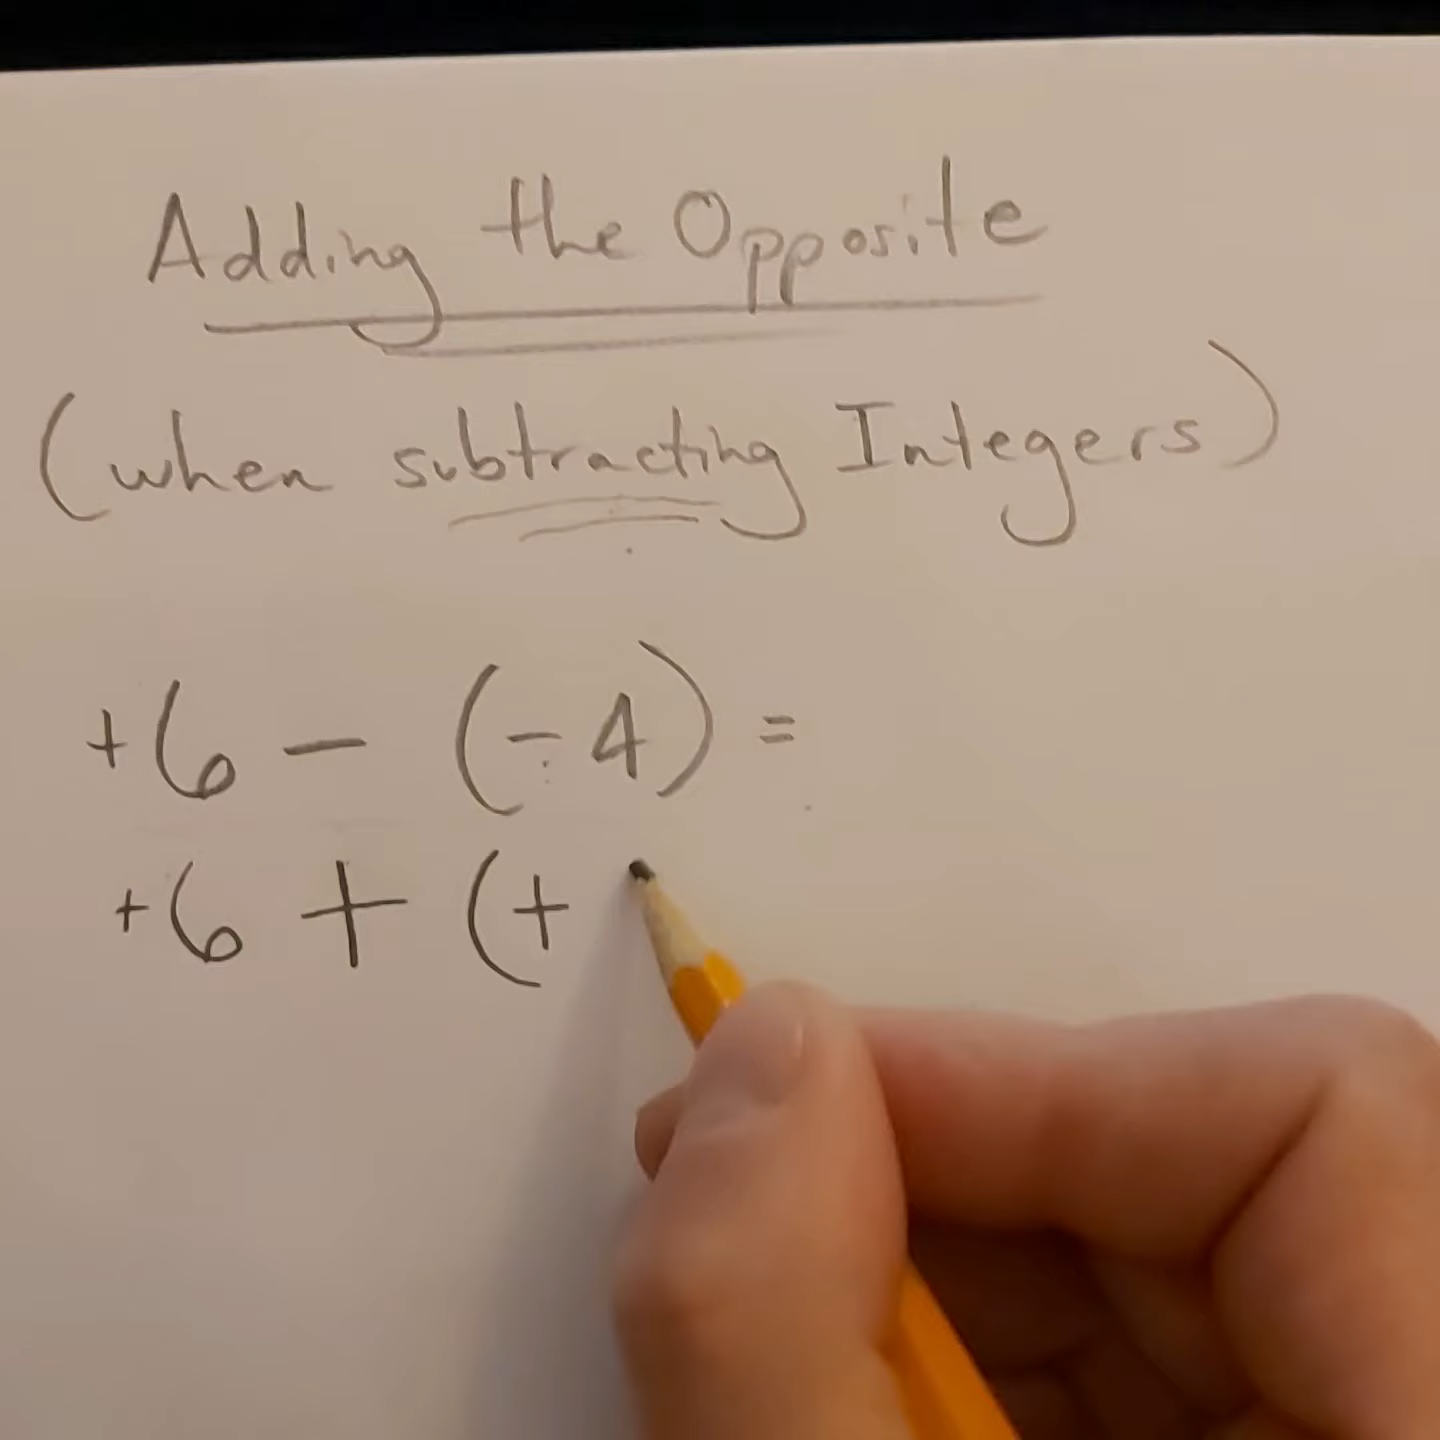 Adding the Opposite
(when subtracting Integers)
+6 − (−4) =
+6 + (+